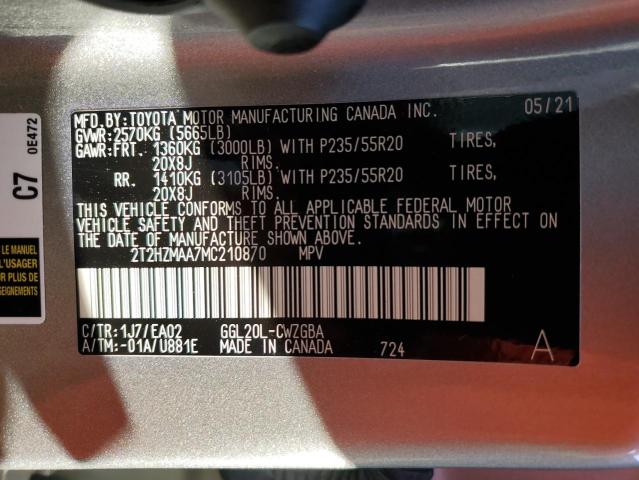 MFD.BY:TOYOTA MOTOR MANUFACTURING CANADA INC. 05/21
GVWR:2570KG (5665LB)
GAWR:FRT. 1360KG (3000LB) WITH P235/55R20 TIRES,
20X8J RIMS.
RR. 1410KG (3105LB) WITH P235/55R20 TIRES,
20X8J RIMS.
THIS VEHICLE CONFORMS TO ALL APPLICABLE FEDERAL MOTOR
VEHICLE SAFETY AND THEFT PREVENTION STANDARDS IN EFFECT ON
THE DATE OF MANUFACTURE SHOWN ABOVE.
2T2HZMAA7MC210870 MPV
C/TR:1J7/EA02 GGL20L-CWZGBA
A/TM:-01A/U881E MADE IN CANADA 724 A
C7 0E472
LE MANUEL
L'USAGER